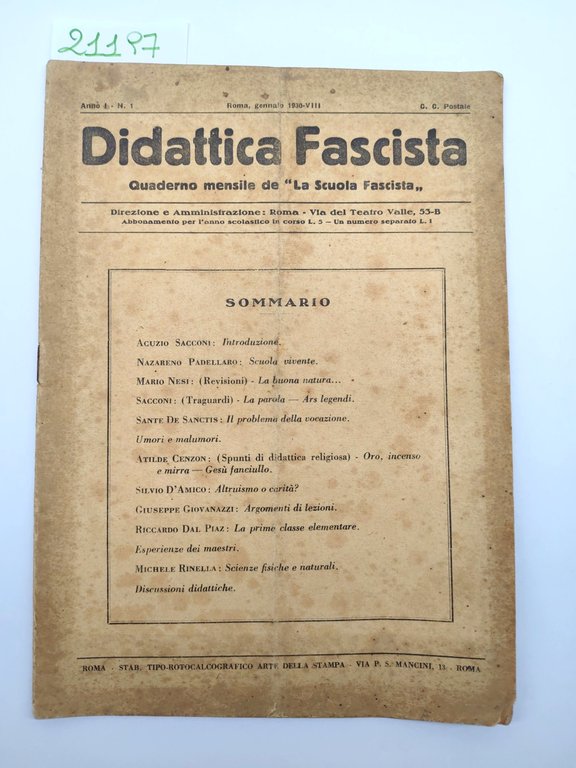 21197
Anno I - N. 1 Roma, gennaio 1930-VIII C. C. Postale
Didattica Fascista
Quaderno mensile de "La Scuola Fascista„
Direzione e Amministrazione: Roma - Via del Teatro Valle, 53-B
Abbonamento per l'anno scolastico in corso L. 5 — Un numero separato L. 1
SOMMARIO
Acuzio Sacconi: Introduzione.
Nazareno Padellaro: Scuola vivente.
Mario Nesi: (Revisioni) - La buona natura...
Sacconi: (Traguardi) - La parola — Ars legendi.
Sante De Sanctis: Il problema della vocazione.
Umori e malumori.
Atilde Cenzon: (Spunti di didattica religiosa) - Oro, incenso
e mirra — Gesù fanciullo.
Silvio D'Amico: Altruismo o carità?
Giuseppe Giovanazzi: Argomenti di lezioni.
Riccardo Dal Piaz: La prima classe elementare.
Esperienze dei maestri.
Michele Rinella: Scienze fisiche e naturali.
Discussioni didattiche.
ROMA - STAB. TIPO-ROTOCALCOGRAFICO ARTE DELLA STAMPA - VIA P. S. MANCINI, 13 - ROMA